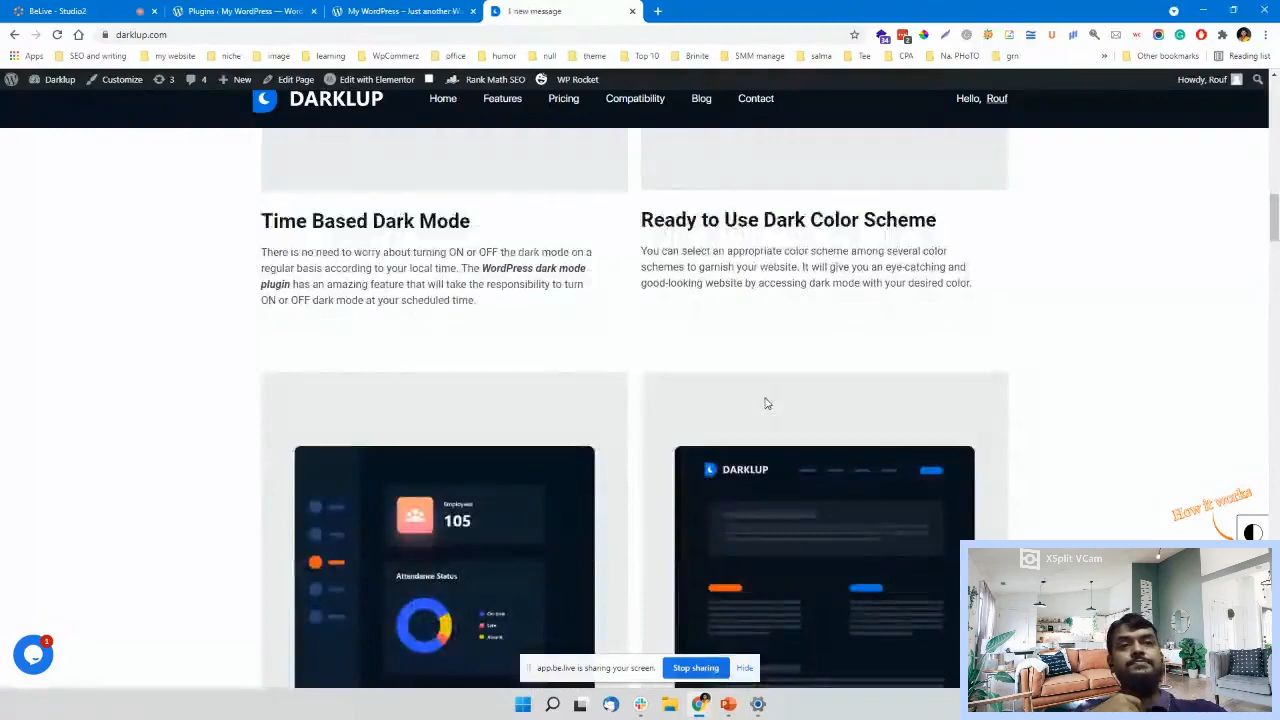 BeLive - Studio2
Plugins ‹ My WordPress — Word
My WordPress – Just another W
1 new message
darklup.com
Apps
SEO and writing
my website
niche
image
learning
WpCommerz
office
humor
null
theme
Top 10
Brinite
SMM manage
salma
Tee
CPA
Na, PHoTO
grn
Other bookmarks
Reading list
Darklup
Customize
3
4
New
Edit Page
Edit with Elementor
Rank Math SEO
WP Rocket
Howdy, Rouf
DARKLUP
Home
Features
Pricing
Compatibility
Blog
Contact
Hello, Rouf
Time Based Dark Mode
There is no need to worry about turning ON or OFF the dark mode on a
regular basis according to your local time. The WordPress dark mode
plugin has an amazing feature that will take the responsibility to turn
ON or OFF dark mode at your scheduled time.
Ready to Use Dark Color Scheme
You can select an appropriate color scheme among several color
schemes to garnish your website. It will give you an eye-catching and
good-looking website by accessing dark mode with your desired color.
Employees
105
Attendance Status
Late
Absent
DARKLUP
How it works
XSplit VCam
1
app.be.live is sharing your screen.
Stop sharing
Hide